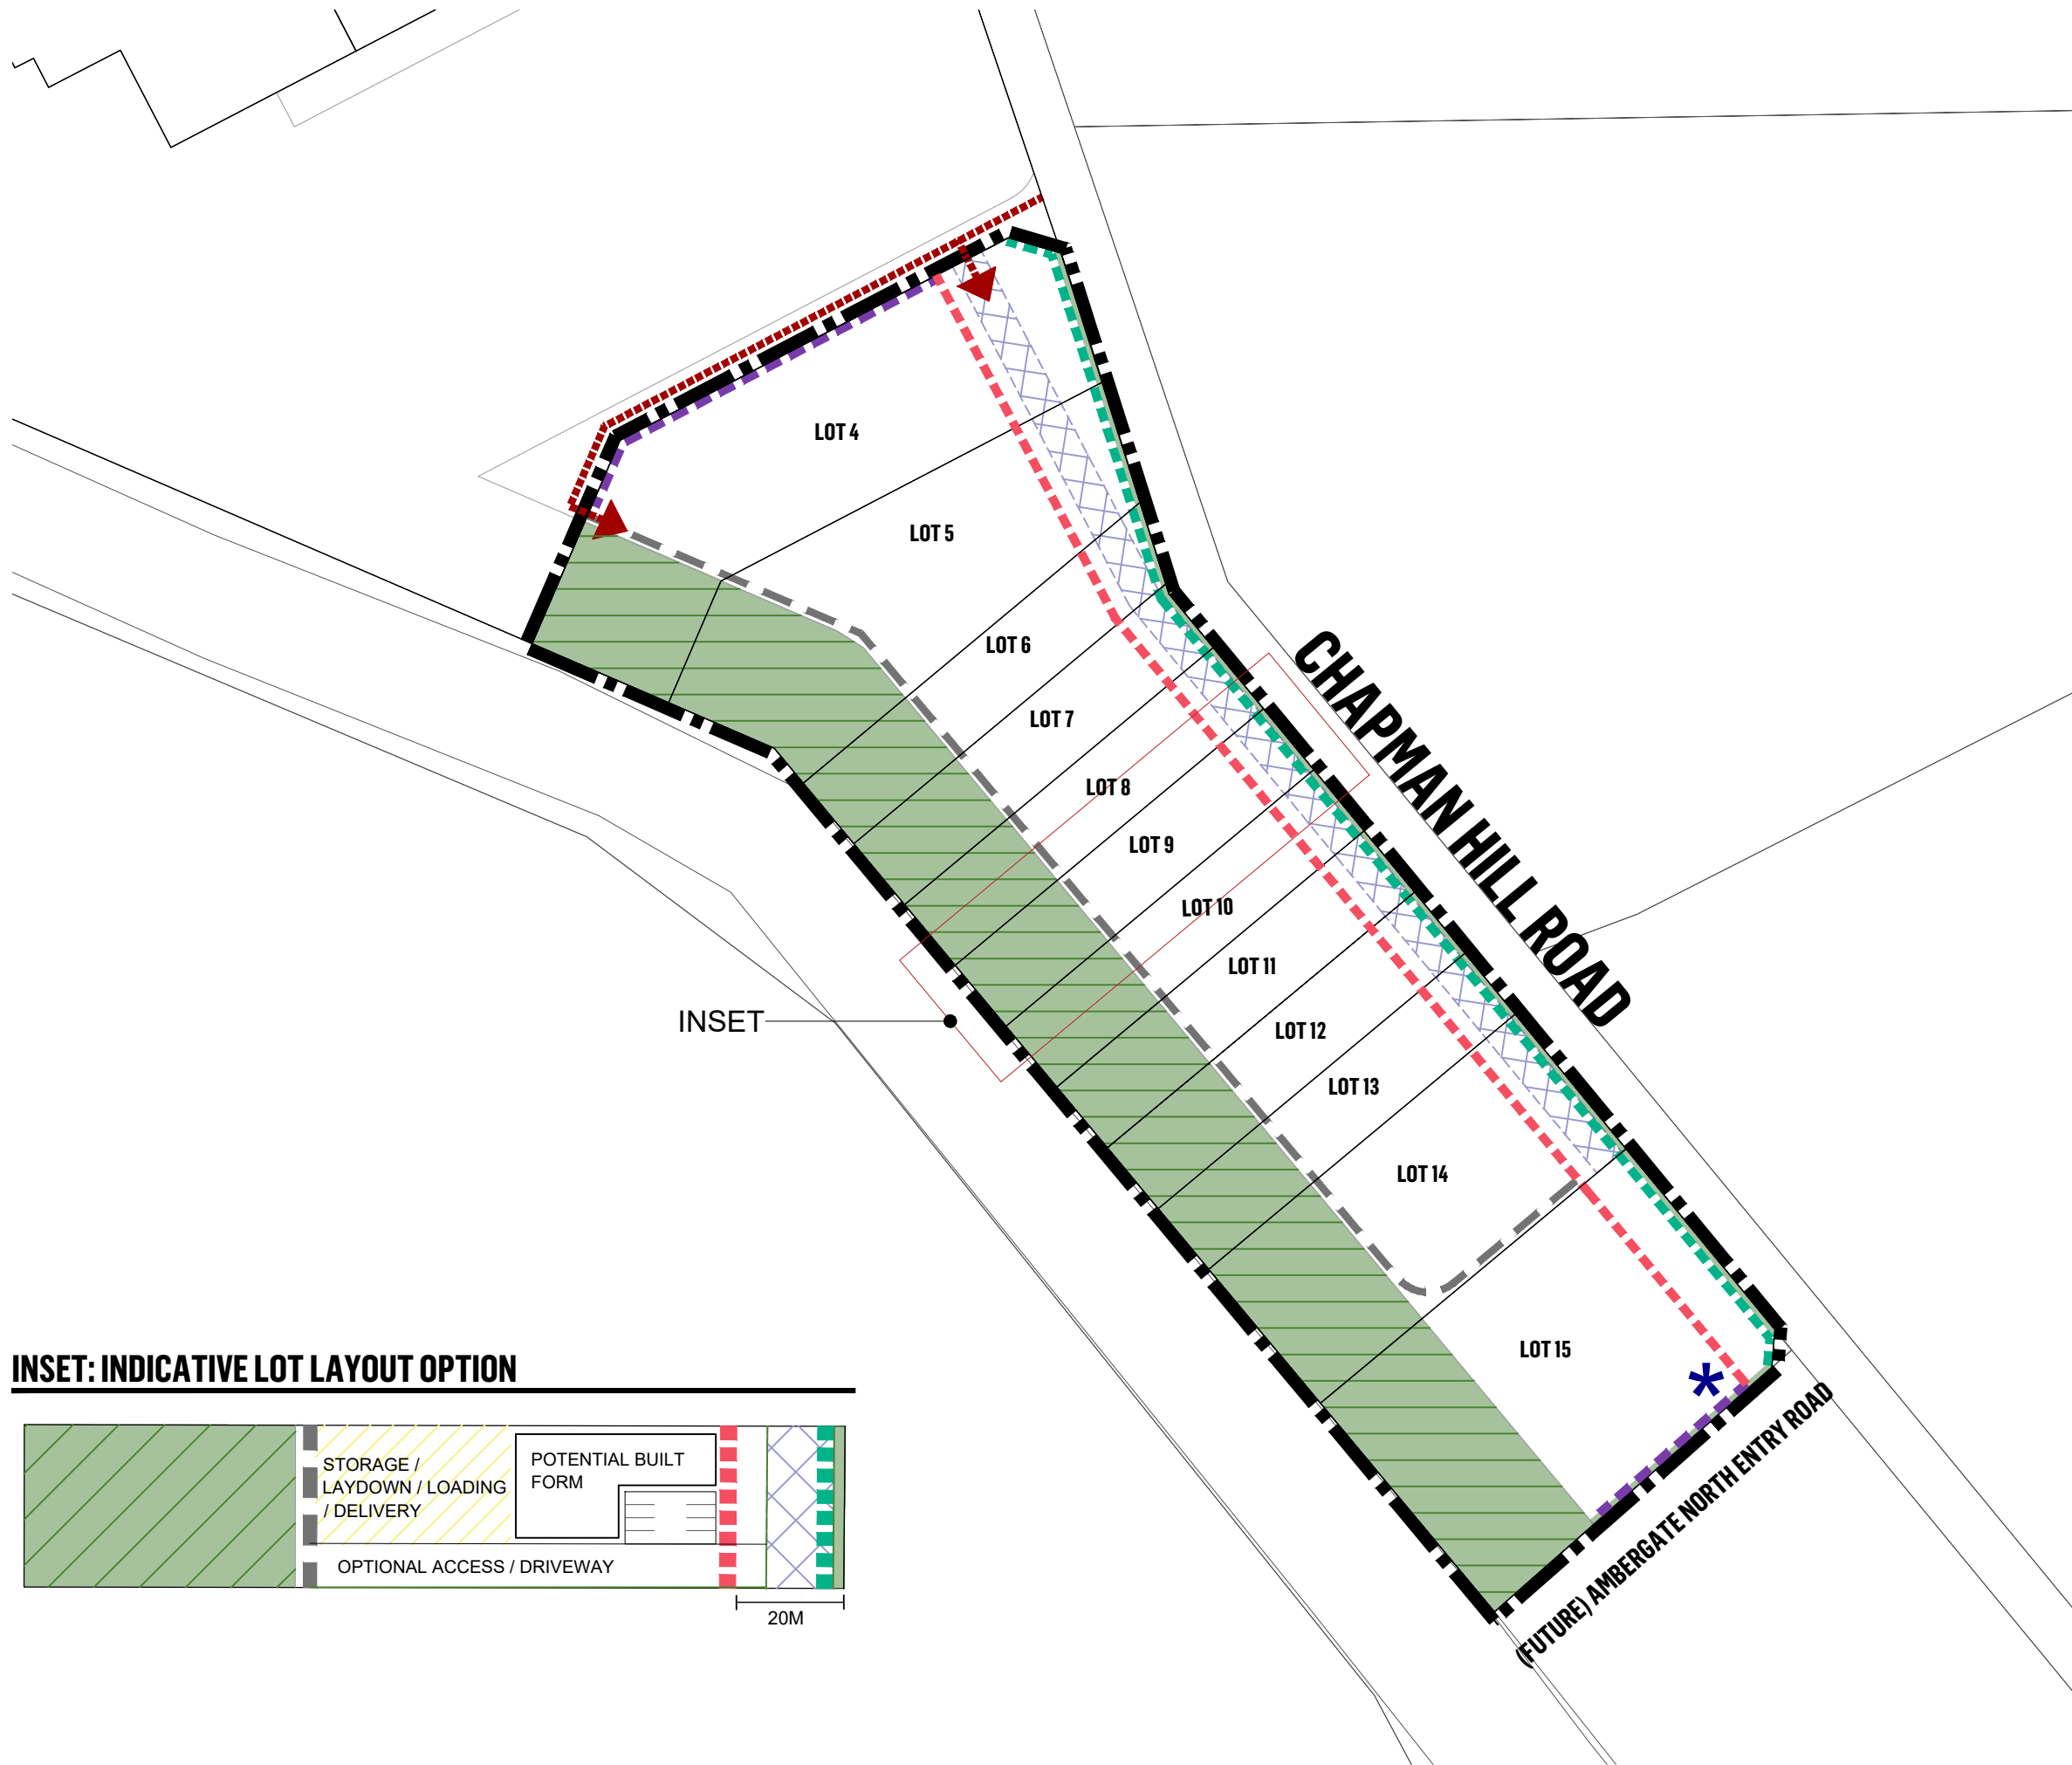 LOT 4
LOT 5
LOT 6
LOT 7
LOT 8
LOT 9
LOT 10
LOT 11
LOT 12
LOT 13
LOT 14
LOT 15
CHAPMAN HILL ROAD
(FUTURE) AMBERGATE NORTH ENTRY ROAD
*
INSET
INSET: INDICATIVE LOT LAYOUT OPTION
STORAGE /
LAYDOWN / LOADING
/ DELIVERY
POTENTIAL BUILT
FORM
OPTIONAL ACCESS / DRIVEWAY
20M